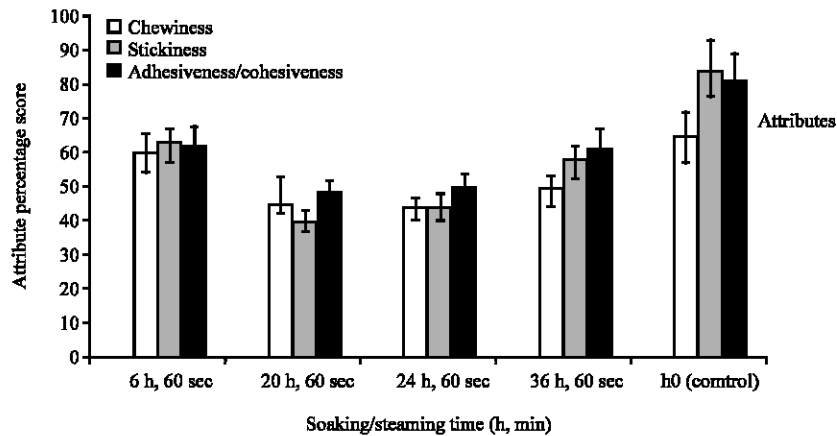 Chewiness
Stickiness
Adhesiveness/cohesiveness
Attributes
Attribute percentage score
100
90
80
70
60
50
40
30
20
10
0
6 h, 60 sec 20 h, 60 sec 24 h, 60 sec 36 h, 60 sec h0 (comtrol)
Soaking/steaming time (h, min)